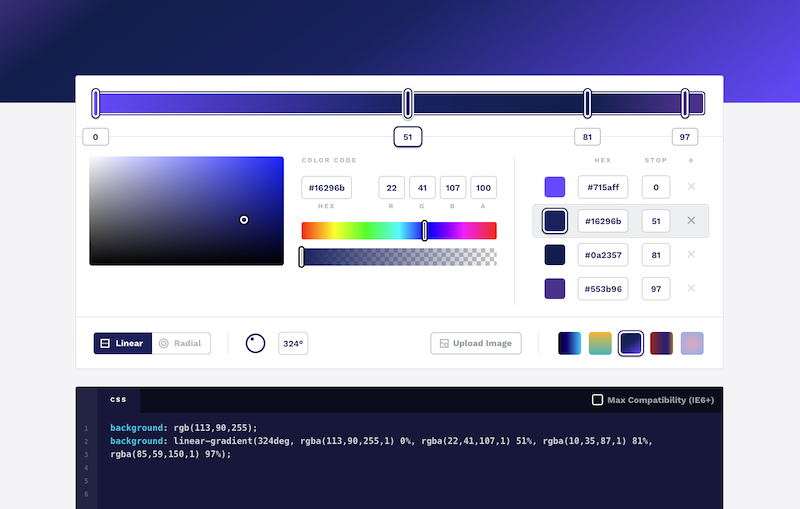 0 51 81 97
COLOR CODE HEX STOP
#16296b 22 41 107 100
HEX R G B A
#715aff 0 ×
#16296b 51 ×
#0a2357 81 ×
#553b96 97 ×
Linear Radial 324° Upload Image
css Max Compatibility (IE6+)
1 background: rgb(113,90,255);
2 background: linear-gradient(324deg, rgba(113,90,255,1) 0%, rgba(22,41,107,1) 51%, rgba(10,35,87,1) 81%,
3 rgba(85,59,150,1) 97%);
4
5
6